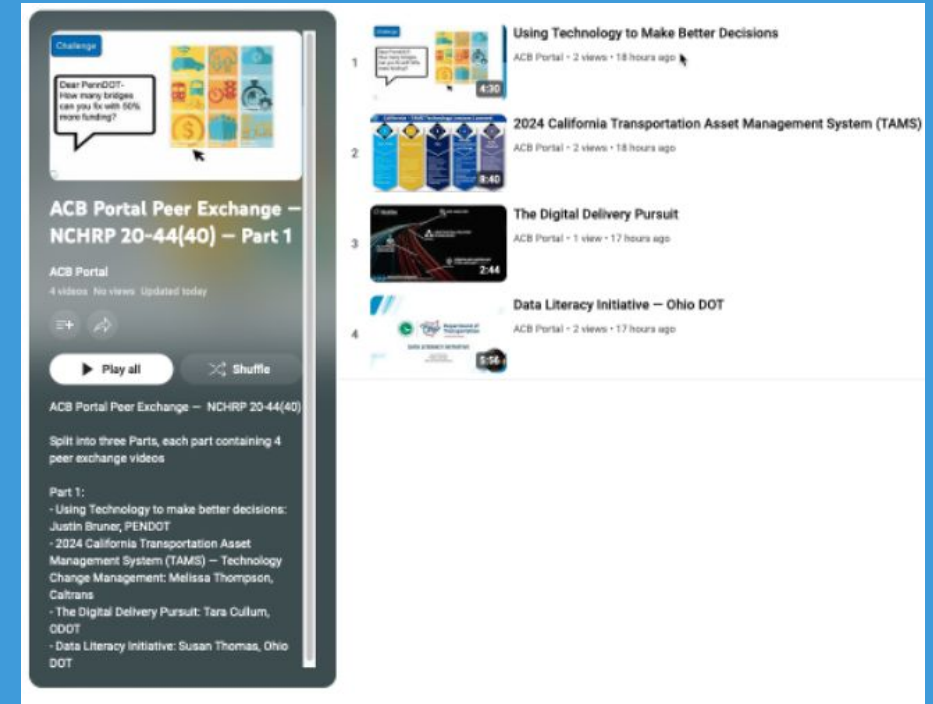 Challenge
Dear PennDOT-
How many bridges
can you fix with 50%
more funding?
ACB Portal Peer Exchange —
NCHRP 20-44(40) — Part 1
ACB Portal
4 videos No views Updated today
Play all
Shuffle
ACB Portal Peer Exchange — NCHRP 20-44(40)
Split into three Parts, each part containing 4
peer exchange videos
Part 1:
- Using Technology to make better decisions:
Justin Bruner, PENDOT
- 2024 California Transportation Asset
Management System (TAMS) — Technology
Change Management: Melissa Thompson,
Caltrans
- The Digital Delivery Pursuit: Tara Cullum,
ODOT
- Data Literacy Initiative: Susan Thomas, Ohio
DOT
1
4:30
Using Technology to Make Better Decisions
ACB Portal • 2 views • 18 hours ago
2
8:40
2024 California Transportation Asset Management System (TAMS)
ACB Portal • 2 views • 18 hours ago
3
2:44
The Digital Delivery Pursuit
ACB Portal • 1 view • 17 hours ago
4
DATA LITERACY INITIATIVE
5:56
Data Literacy Initiative — Ohio DOT
ACB Portal • 2 views • 17 hours ago